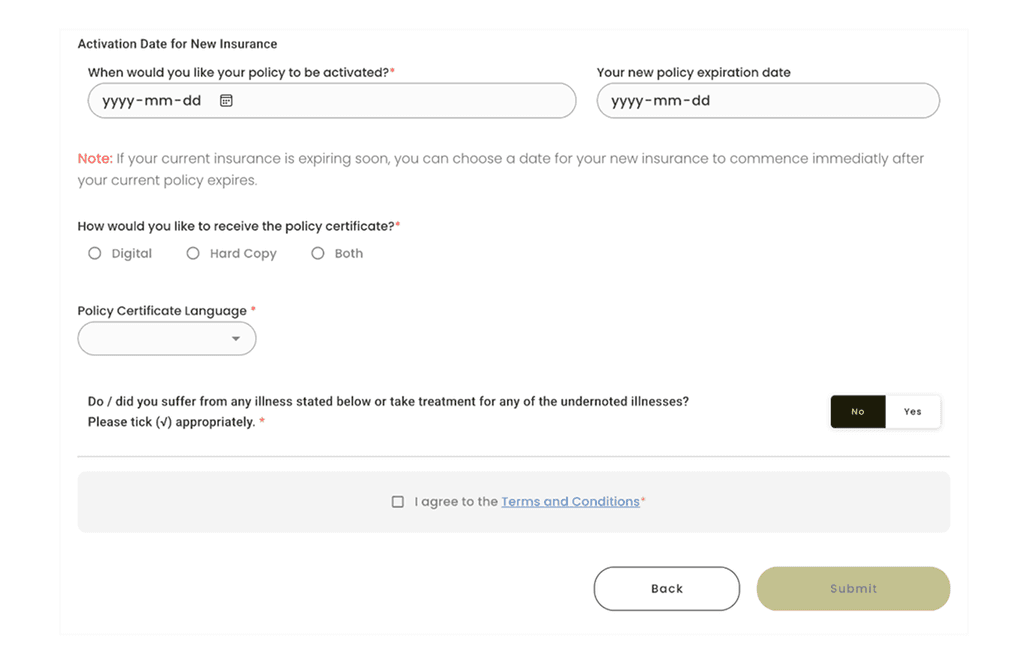 Activation Date for New Insurance
When would you like your policy to be activated?*
Your new policy expiration date
yyyy-mm-dd
yyyy-mm-dd
Note: If your current insurance is expiring soon, you can choose a date for your new insurance to commence immediatly after
your current policy expires.
How would you like to receive the policy certificate?*
Digital Hard Copy Both
Policy Certificate Language *
Do / did you suffer from any illness stated below or take treatment for any of the undernoted illnesses?
Please tick (√) appropriately. *
No Yes
I agree to the Terms and Conditions*
Back Submit